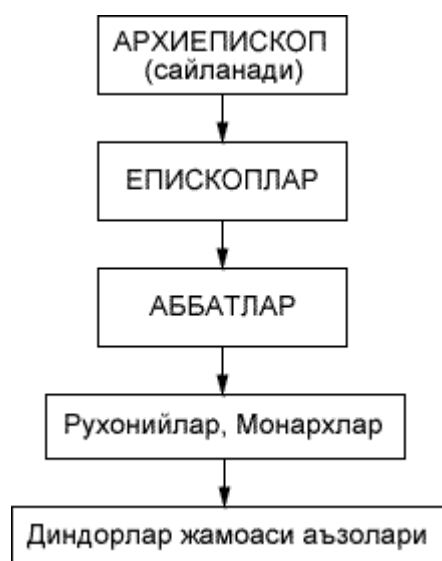 АРХИЕПИСКОП
(сайланади)
ЕПИСКОПЛАР
АББАТЛАР
Рухонийлар, Монархлар
Диндорлар жамоаси аъзолари